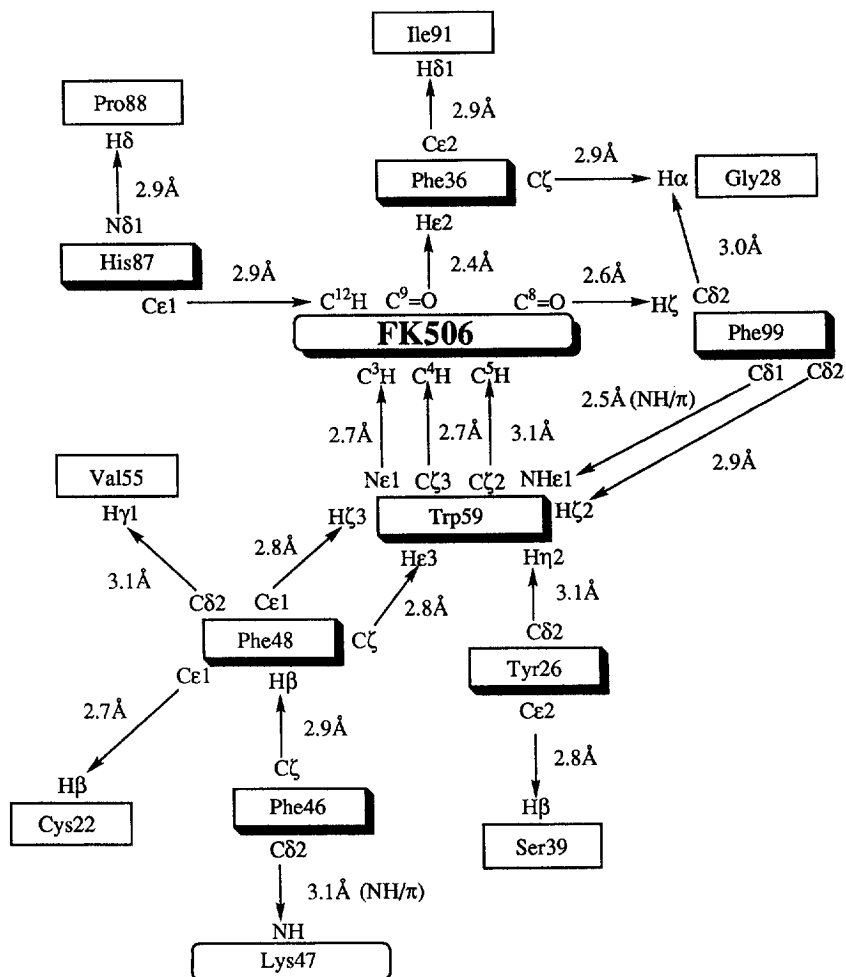 Ile91
Hδ1
2.9Å
Cε2
Phe36
Hε2
2.4Å
Cζ
2.9Å
Hα
Gly28
Pro88
Hδ
2.9Å
Nδ1
His87
Cε1
2.9Å
C¹²H
C⁹=O
C⁸=O
2.6Å
Hζ
Cδ2
3.0Å
Phe99
Cδ1
Cδ2
FK506
C³H
C⁴H
C⁵H
2.7Å
2.7Å
3.1Å
2.5Å (NH/π)
2.9Å
Nε1
Cζ3
Cζ2
NHε1
Hζ2
Trp59
Hζ3
Hε3
Hη2
Val55
Hγ1
3.1Å
Cδ2
2.8Å
Cε1
2.8Å
Cζ
Phe48
Cε1
Hβ
3.1Å
Cδ2
Tyr26
Cε2
2.8Å
Hβ
Ser39
2.7Å
Hβ
Cys22
2.9Å
Cζ
Phe46
Cδ2
3.1Å (NH/π)
NH
Lys47